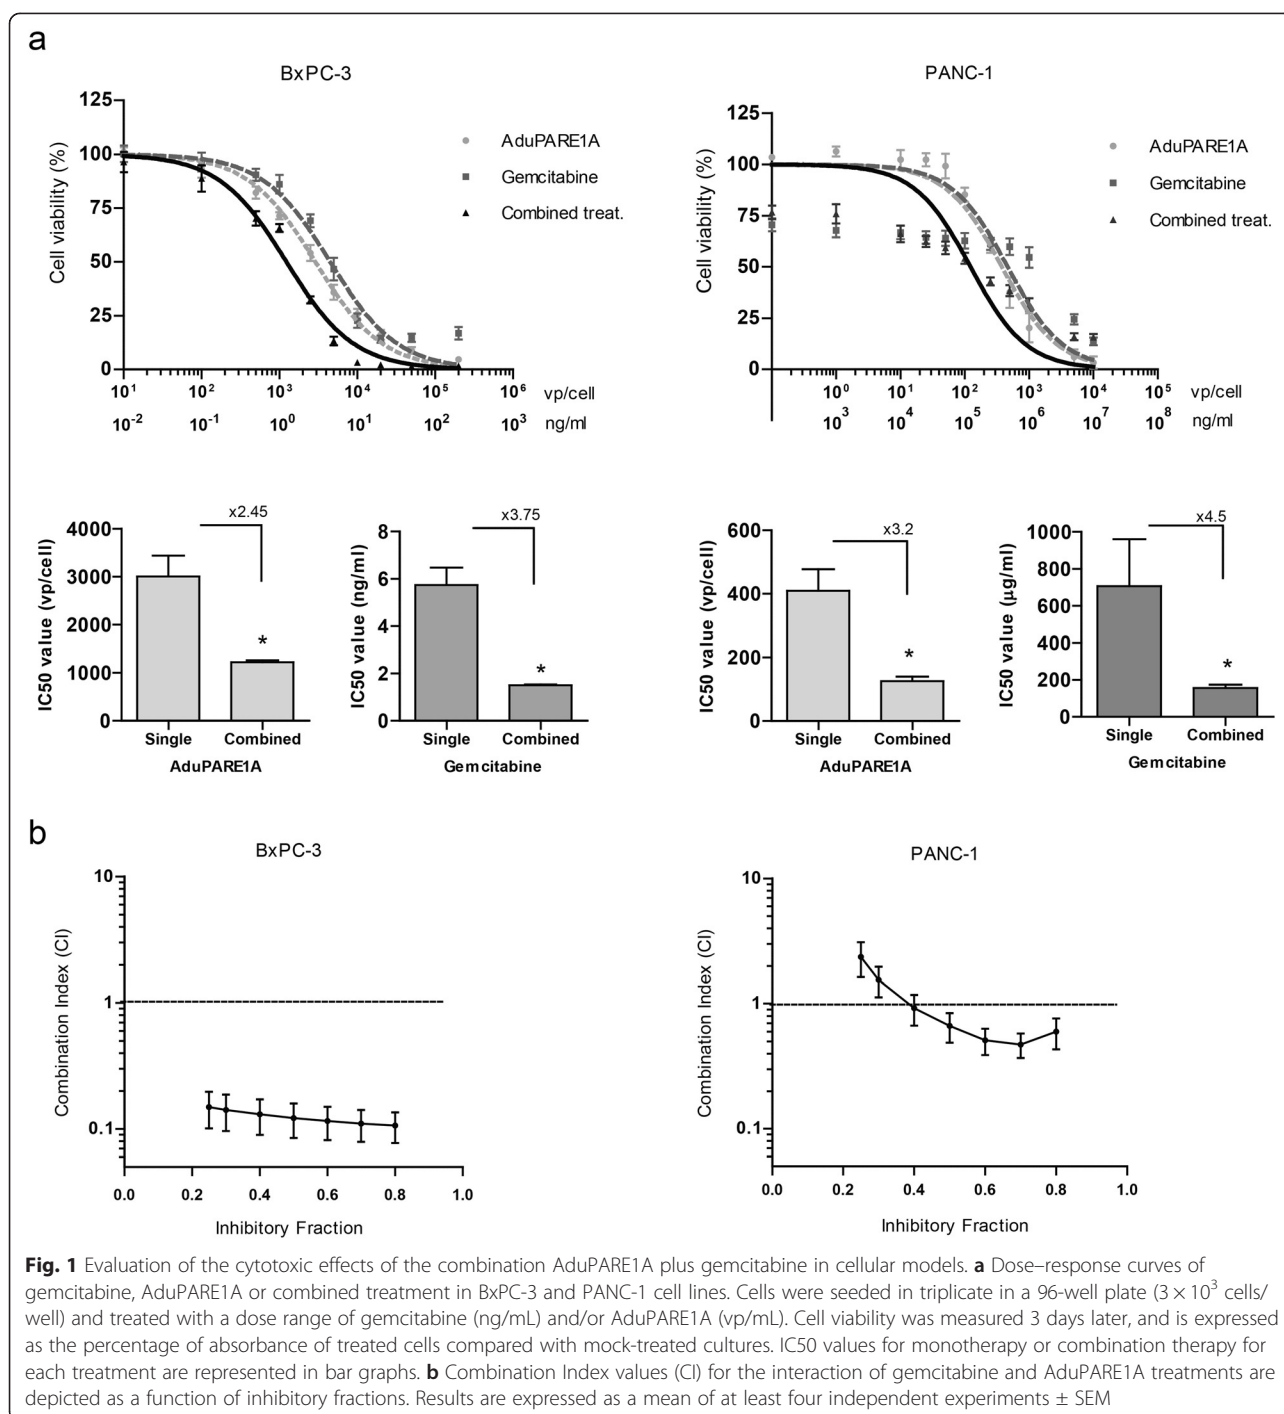 a
BxPC-3
125
100
75
50
25
0
Cell viability (%)
AduPARE1A
Gemcitabine
Combined treat.
10¹ 10² 10³ 10⁴ 10⁵ 10⁶ vp/cell
10⁻² 10⁻¹ 10⁰ 10¹ 10² 10³ ng/ml
PANC-1
125
100
75
50
25
0
Cell viability (%)
AduPARE1A
Gemcitabine
Combined treat.
10⁰ 10¹ 10² 10³ 10⁴ 10⁵ vp/cell
10³ 10⁴ 10⁵ 10⁶ 10⁷ 10⁸ ng/ml
x2.45
4000
3000
2000
1000
0
IC50 value (vp/cell)
*
Single Combined
AduPARE1A
x3.75
8
6
4
2
0
IC50 value (ng/ml)
*
Single Combined
Gemcitabine
x3.2
600
400
200
0
IC50 value (vp/cell)
*
Single Combined
AduPARE1A
x4.5
1000
800
600
400
200
0
IC50 value (µg/ml)
*
Single Combined
Gemcitabine
b
BxPC-3
10
1
0.1
Combination Index (CI)
0.0 0.2 0.4 0.6 0.8 1.0
Inhibitory Fraction
PANC-1
10
1
0.1
Combination Index (CI)
0.0 0.2 0.4 0.6 0.8 1.0
Inhibitory Fraction
Fig. 1 Evaluation of the cytotoxic effects of the combination AduPARE1A plus gemcitabine in cellular models. a Dose–response curves of
gemcitabine, AduPARE1A or combined treatment in BxPC-3 and PANC-1 cell lines. Cells were seeded in triplicate in a 96-well plate (3 × 10³ cells/
well) and treated with a dose range of gemcitabine (ng/mL) and/or AduPARE1A (vp/mL). Cell viability was measured 3 days later, and is expressed
as the percentage of absorbance of treated cells compared with mock-treated cultures. IC50 values for monotherapy or combination therapy for
each treatment are represented in bar graphs. b Combination Index values (CI) for the interaction of gemcitabine and AduPARE1A treatments are
depicted as a function of inhibitory fractions. Results are expressed as a mean of at least four independent experiments ± SEM